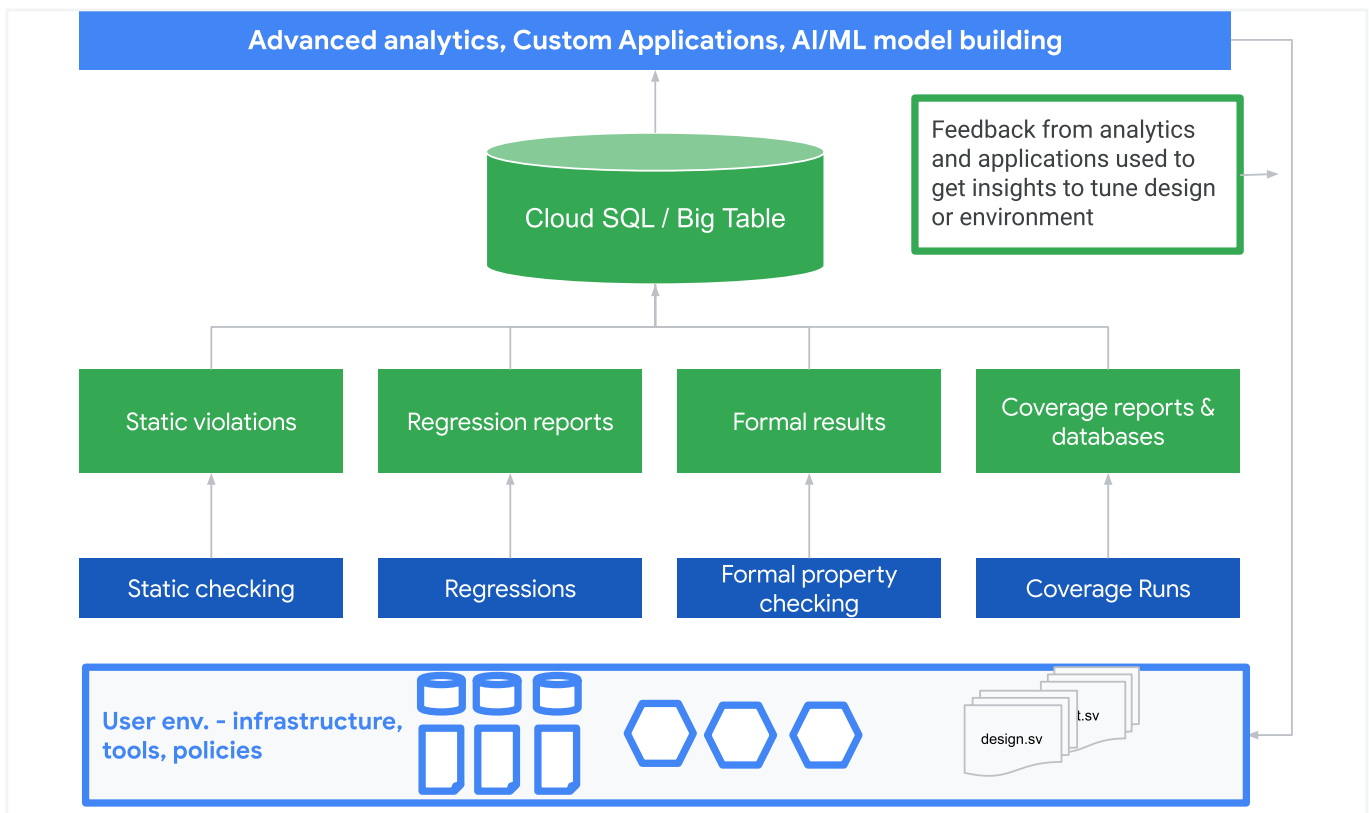 Advanced analytics, Custom Applications, AI/ML model building
Feedback from analytics
and applications used to
get insights to tune design
or environment
Cloud SQL / Big Table
Static violations
Regression reports
Formal results
Coverage reports &
databases
Static checking
Regressions
Formal property
checking
Coverage Runs
User env. - infrastructure,
tools, policies
t.sv
design.sv